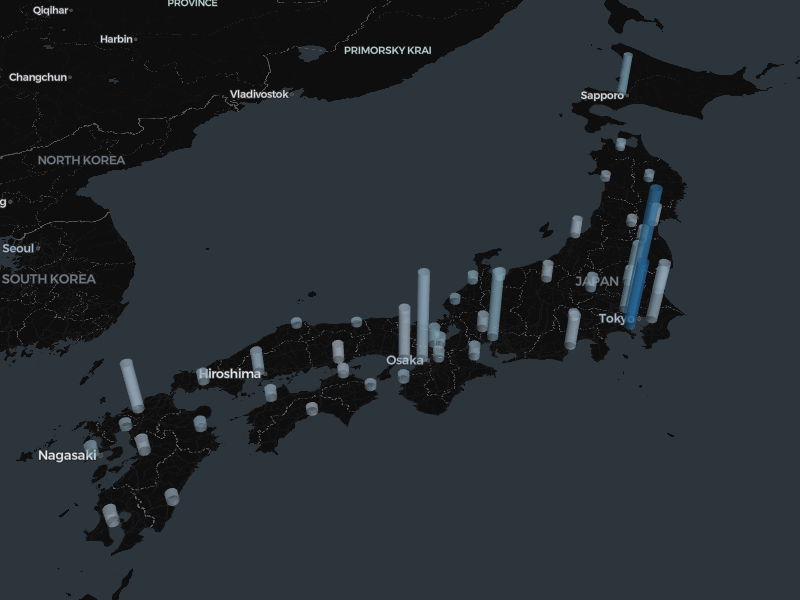 PROVINCE
Qiqihar
Harbin
PRIMORSKY KRAI
Changchun
Vladivostok
Sapporo
NORTH KOREA
g
Seoul
SOUTH KOREA
JAPAN
Tokyo
Osaka
Hiroshima
Nagasaki